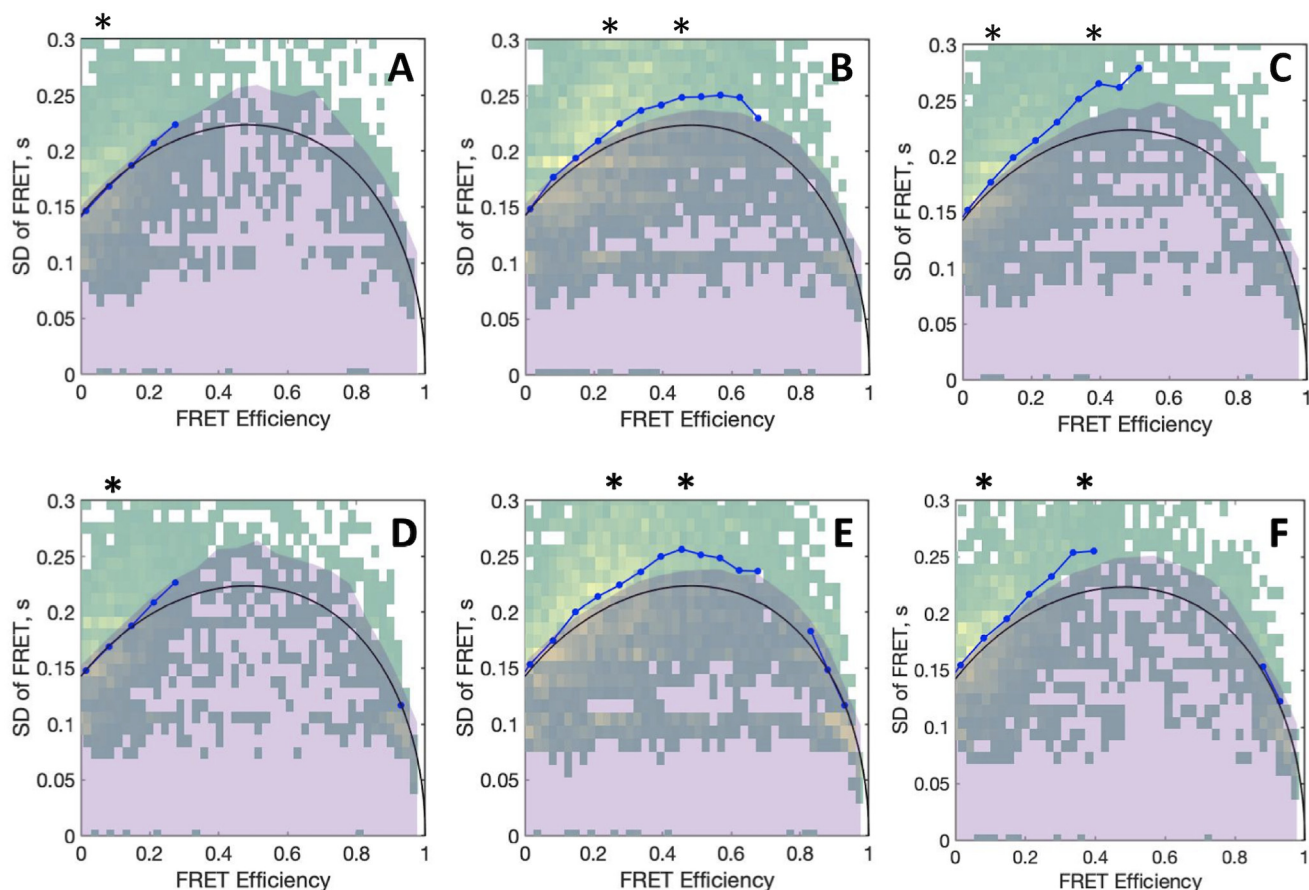 * * * * *
0.3 0.3 0.3
A B C
0.25 0.25 0.25
0.2 0.2 0.2
0.15 0.15 0.15
0.1 0.1 0.1
0.05 0.05 0.05
0 0 0
SD of FRET, s SD of FRET, s SD of FRET, s
0 0.2 0.4 0.6 0.8 1 0 0.2 0.4 0.6 0.8 1 0 0.2 0.4 0.6 0.8 1
FRET Efficiency FRET Efficiency FRET Efficiency
* * * * *
0.3 0.3 0.3
D E F
0.25 0.25 0.25
0.2 0.2 0.2
0.15 0.15 0.15
0.1 0.1 0.1
0.05 0.05 0.05
0 0 0
SD of FRET, s SD of FRET, s SD of FRET, s
0 0.2 0.4 0.6 0.8 1 0 0.2 0.4 0.6 0.8 1 0 0.2 0.4 0.6 0.8 1
FRET Efficiency FRET Efficiency FRET Efficiency